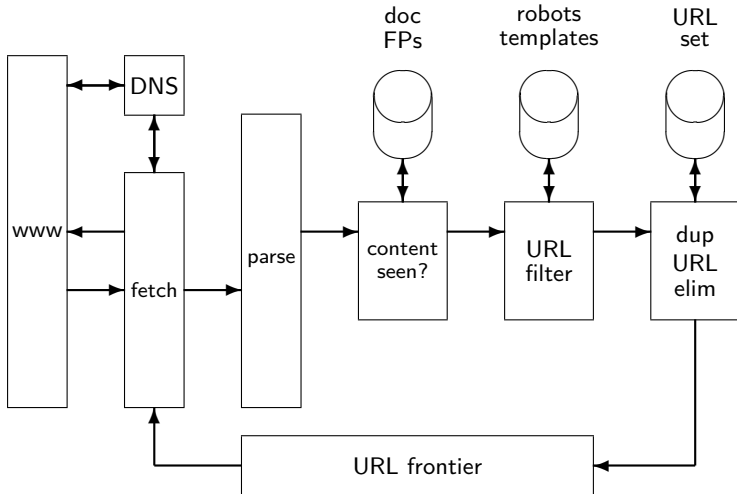 doc
FPs
robots
templates
URL
set
DNS
www
fetch
parse
content
seen?
URL
filter
dup
URL
elim
URL frontier